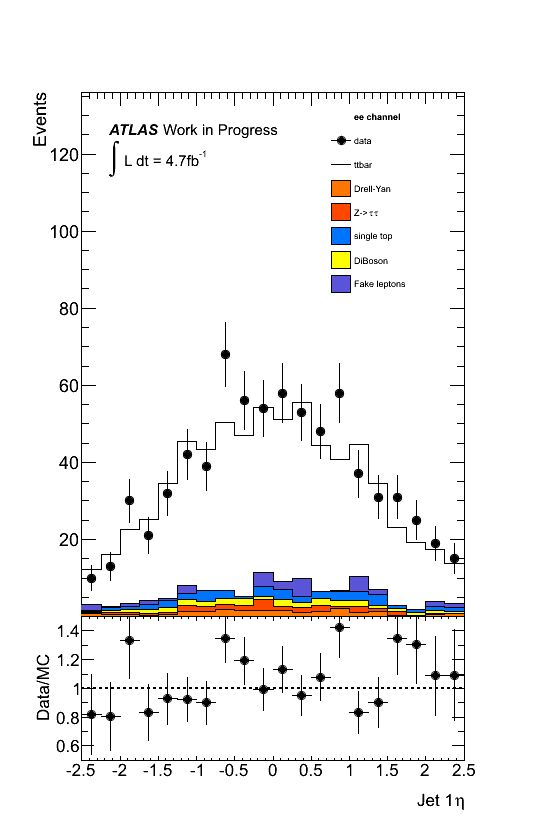 Events
ATLAS Work in Progress
∫ L dt = 4.7fb⁻¹
ee channel
data
ttbar
Drell-Yan
Z->ττ
single top
DiBoson
Fake leptons
120
100
80
60
40
20
Data/MC
1.4
1.2
1
0.8
0.6
-2.5 -2 -1.5 -1 -0.5 0 0.5 1 1.5 2 2.5
Jet 1η